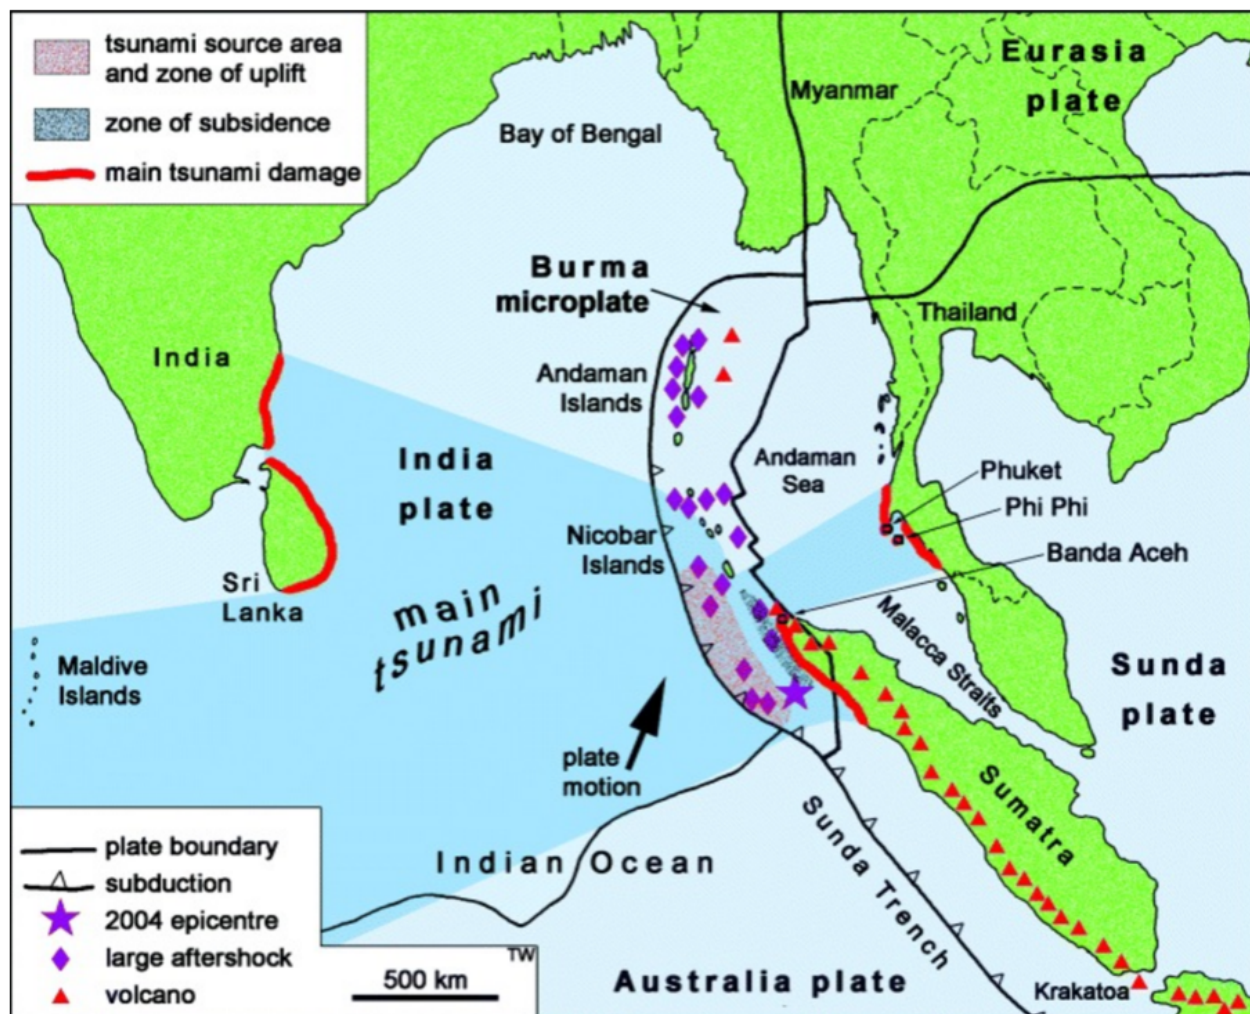 tsunami source area
and zone of uplift
zone of subsidence
main tsunami damage
Eurasia
plate
Myanmar
Bay of Bengal
Burma
microplate
Thailand
India
Andaman
Islands
India
plate
Andaman
Sea
Phuket
Phi Phi
Nicobar
Islands
Banda Aceh
Sri
Lanka
main
tsunami
Malacca Straits
Maldive
Islands
Sunda
plate
plate
motion
Sumatra
Sunda Trench
Indian Ocean
plate boundary
subduction
2004 epicentre
large aftershock
volcano
TW
500 km
Australia plate
Krakatoa